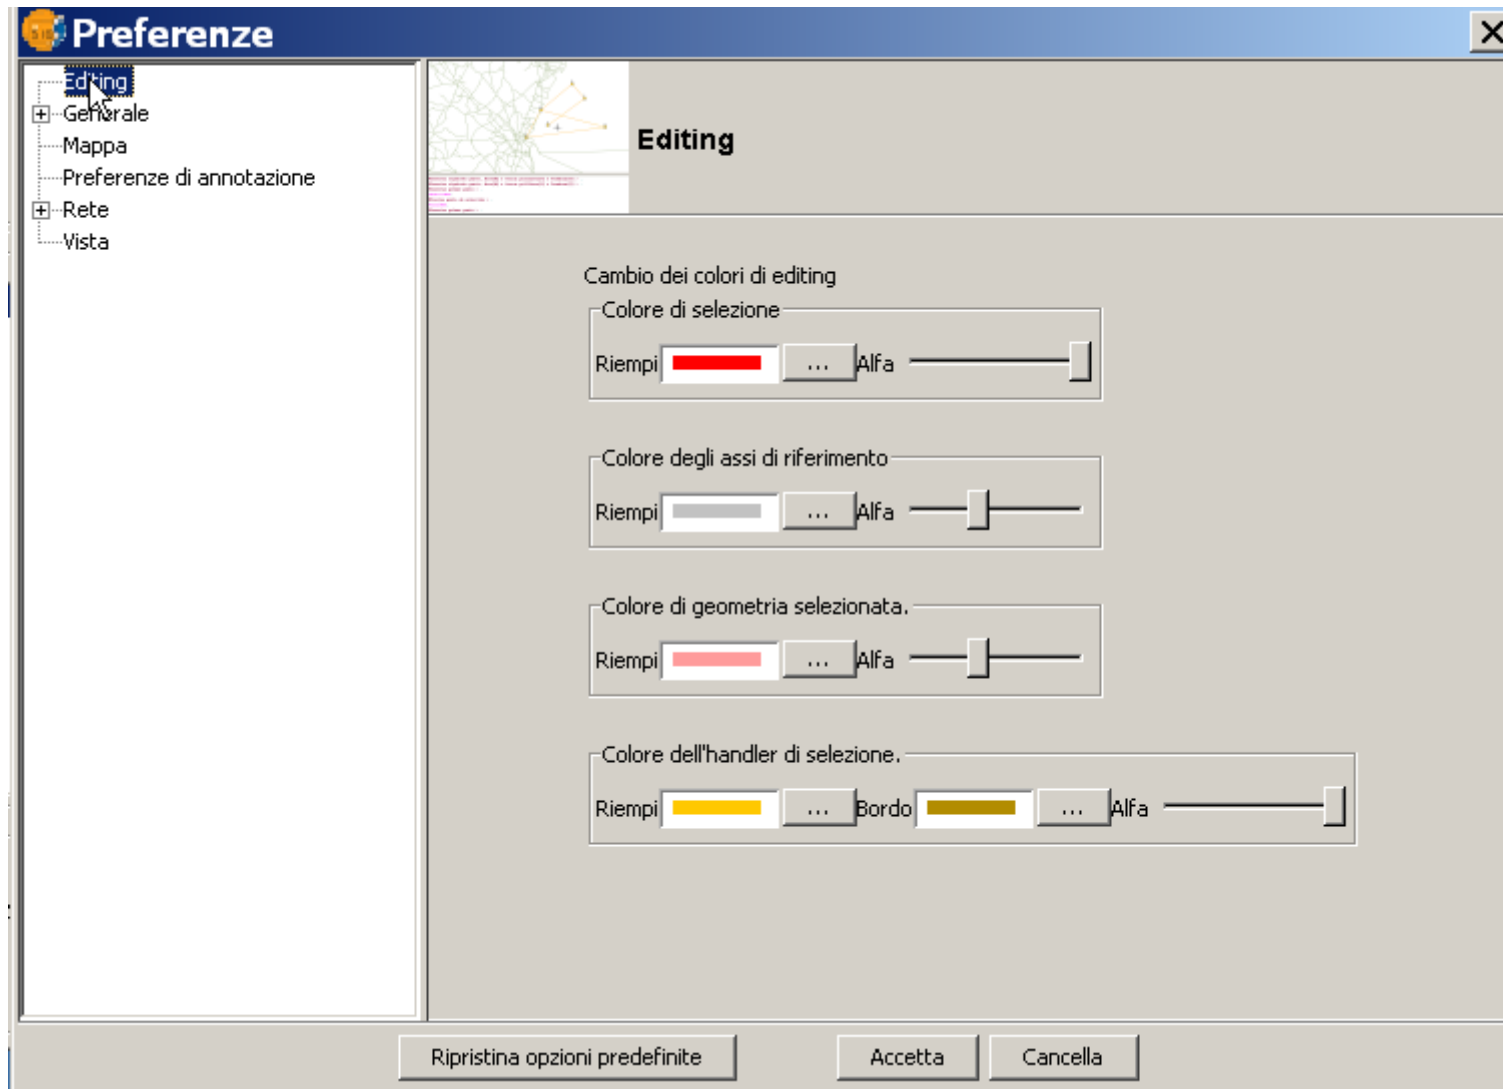 Preferenze
Editing
Generale
Mappa
Preferenze di annotazione
Rete
Vista
Editing
Cambio dei colori di editing
Colore di selezione
Riempi ... Alfa
Colore degli assi di riferimento
Riempi ... Alfa
Colore di geometria selezionata.
Riempi ... Alfa
Colore dell'handler di selezione.
Riempi ... Bordo ... Alfa
Ripristina opzioni predefinite Accetta Cancella